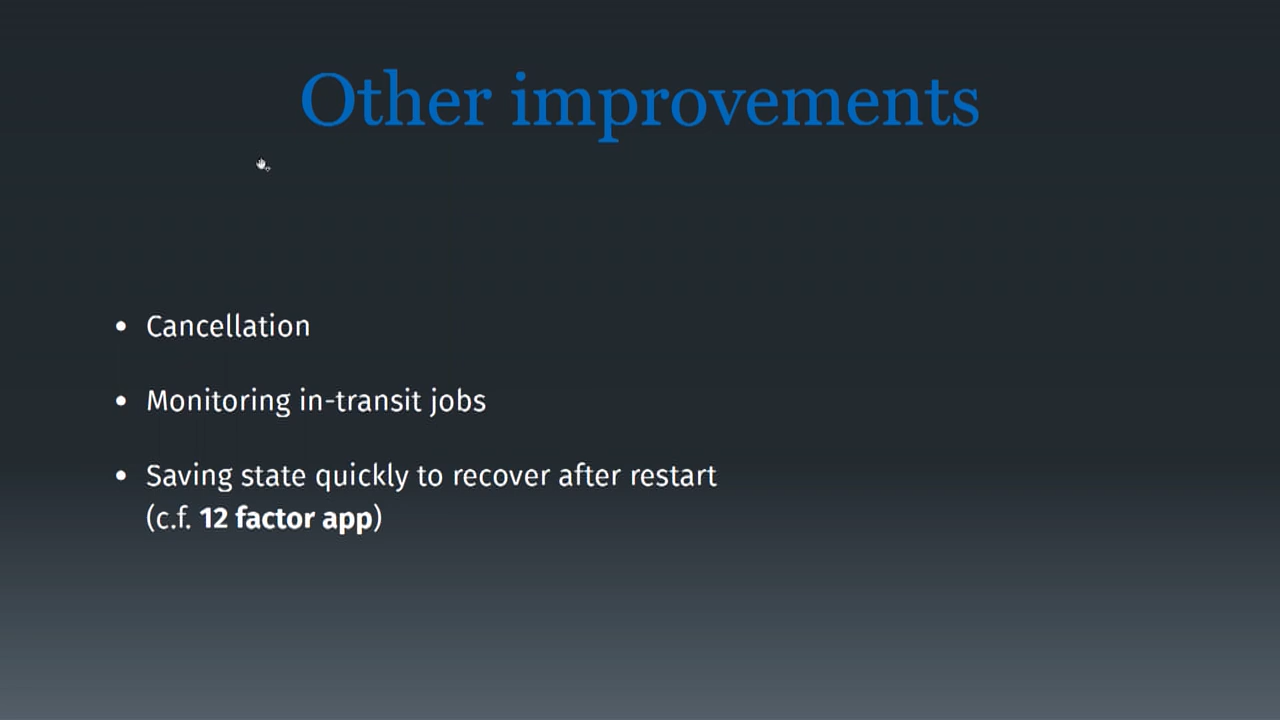 Other improvements
• Cancellation
• Monitoring in-transit jobs
• Saving state quickly to recover after restart
(c.f. 12 factor app)